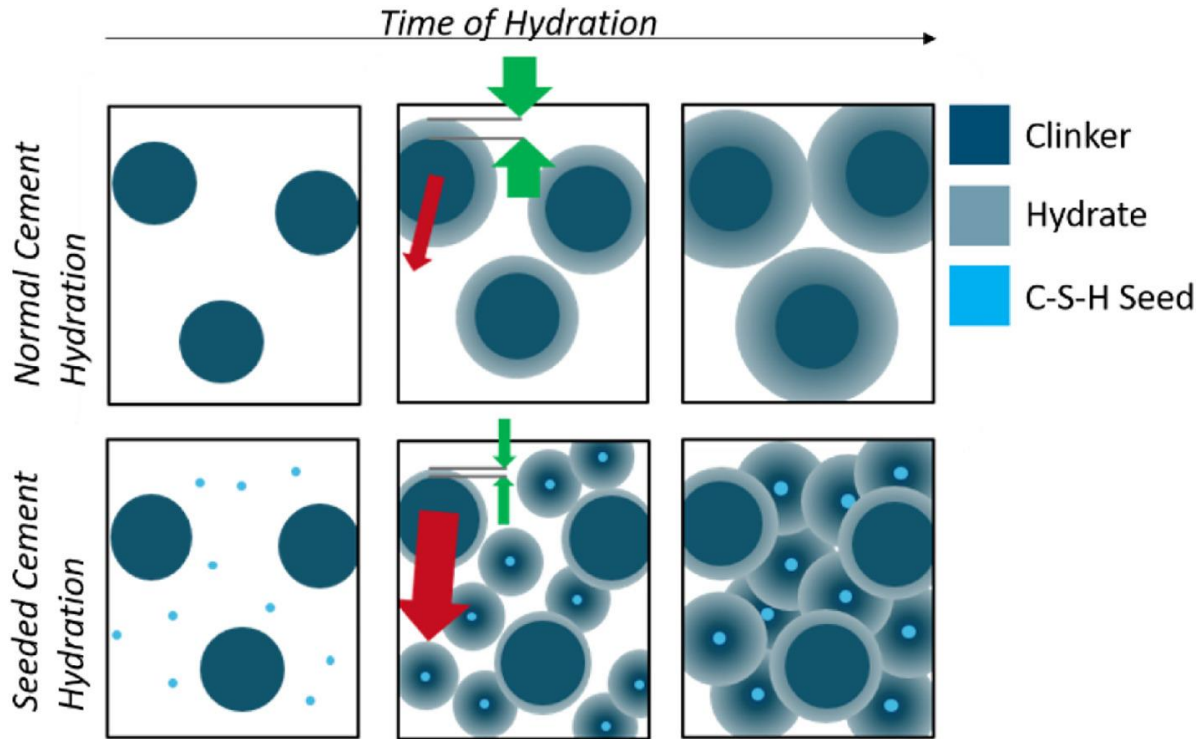 Time of Hydration
Normal Cement
Hydration
Clinker
Hydrate
C-S-H Seed
Seeded Cement
Hydration